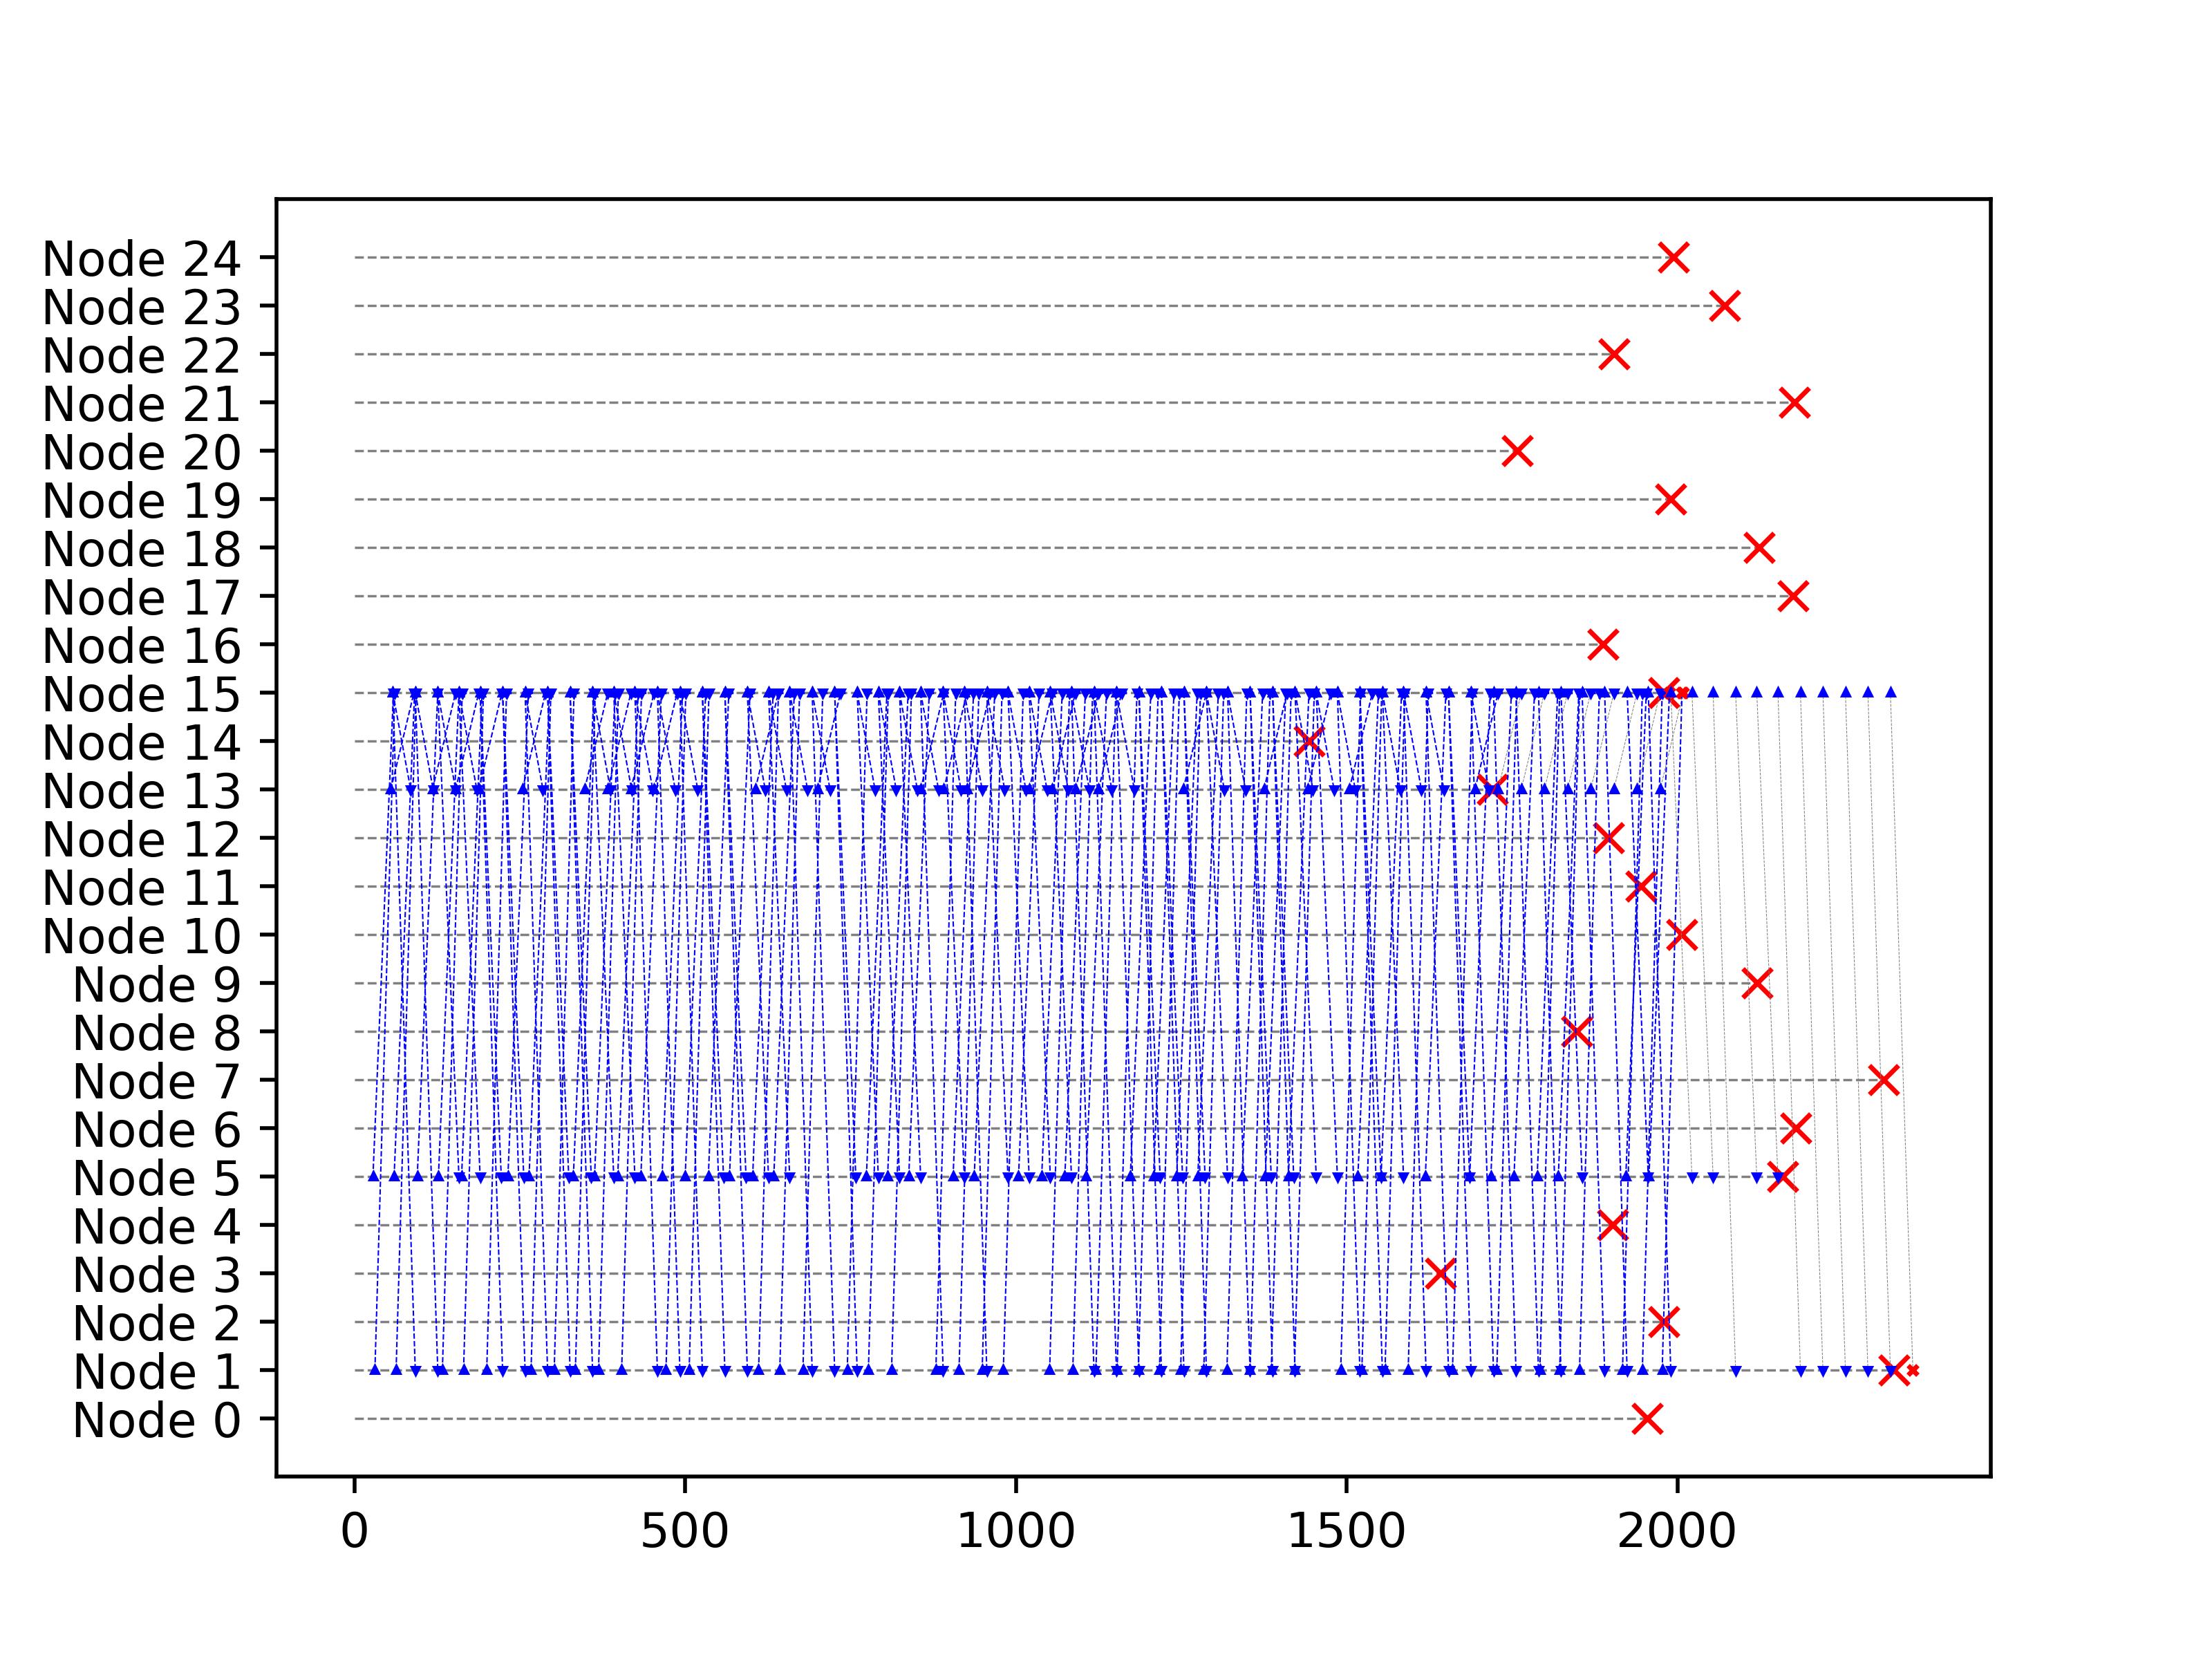 Node 24
Node 23
Node 22
Node 21
Node 20
Node 19
Node 18
Node 17
Node 16
Node 15
Node 14
Node 13
Node 12
Node 11
Node 10
Node 9
Node 8
Node 7
Node 6
Node 5
Node 4
Node 3
Node 2
Node 1
Node 0
0 500 1000 1500 2000